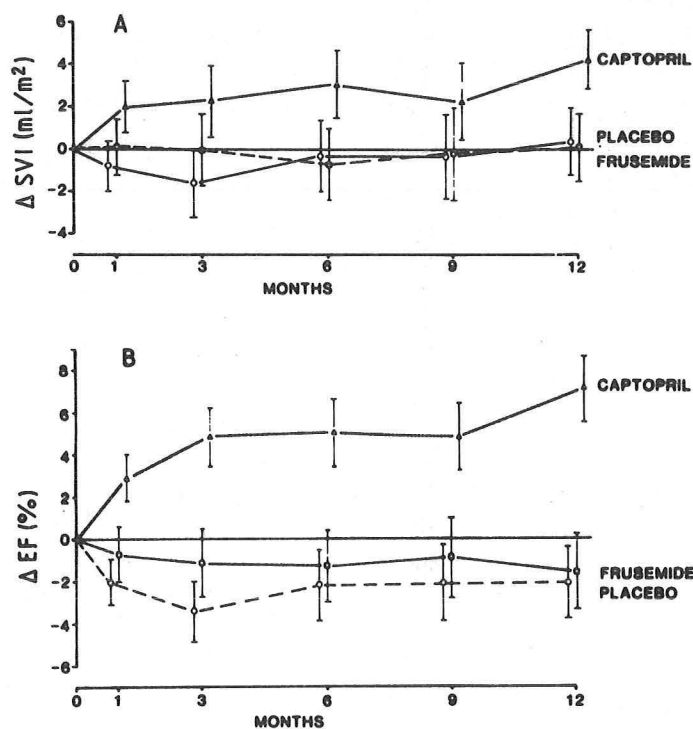 A
Δ SVI (ml/m²)
6
4
2
0
-2
-4
CAPTOPRIL
PLACEBO
FRUSEMIDE
0 1 3 6 9 12
MONTHS
B
Δ EF (%)
8
6
4
2
0
-2
-4
-6
CAPTOPRIL
FRUSEMIDE
PLACEBO
0 1 3 6 9 12
MONTHS